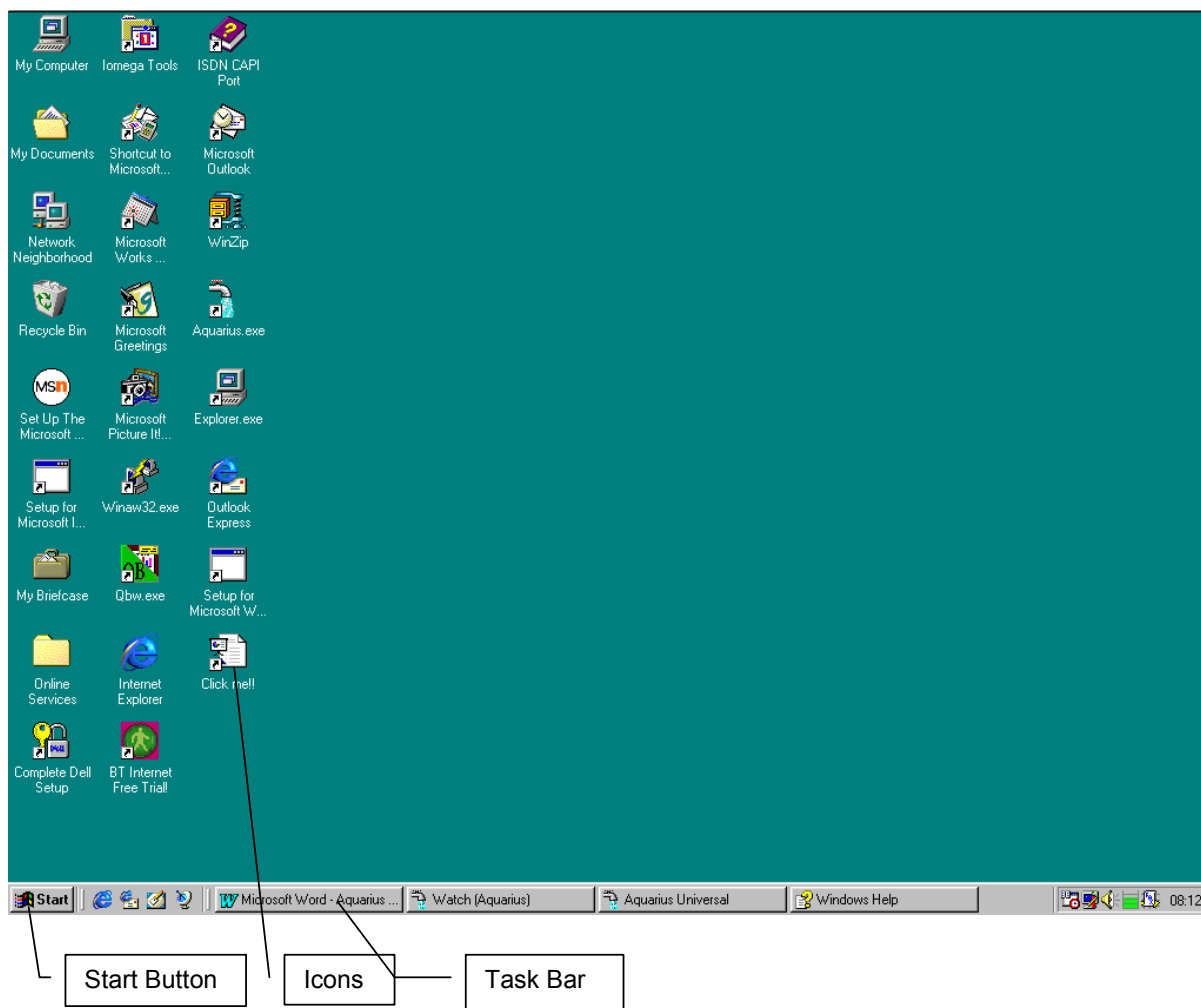 My Computer
Iomega Tools
ISDN CAPI
Port
My Documents
Shortcut to
Microsoft...
Microsoft
Outlook
Network
Neighborhood
Microsoft
Works ...
WinZip
Recycle Bin
Microsoft
Greetings
Aquarius.exe
msn
Set Up The
Microsoft ...
Microsoft
Picture It!...
Explorer.exe
Setup for
Microsoft I...
Winaw32.exe
Outlook
Express
My Briefcase
QB
Qbw.exe
Setup for
Microsoft W...
Online
Services
Internet
Explorer
Click me!!
DELL
Complete Dell
Setup
BT Internet
Free Trial!
Start
Microsoft Word - Aquarius ...
Watch (Aquarius)
Aquarius Universal
Windows Help
08:12
Start Button
Icons
Task Bar